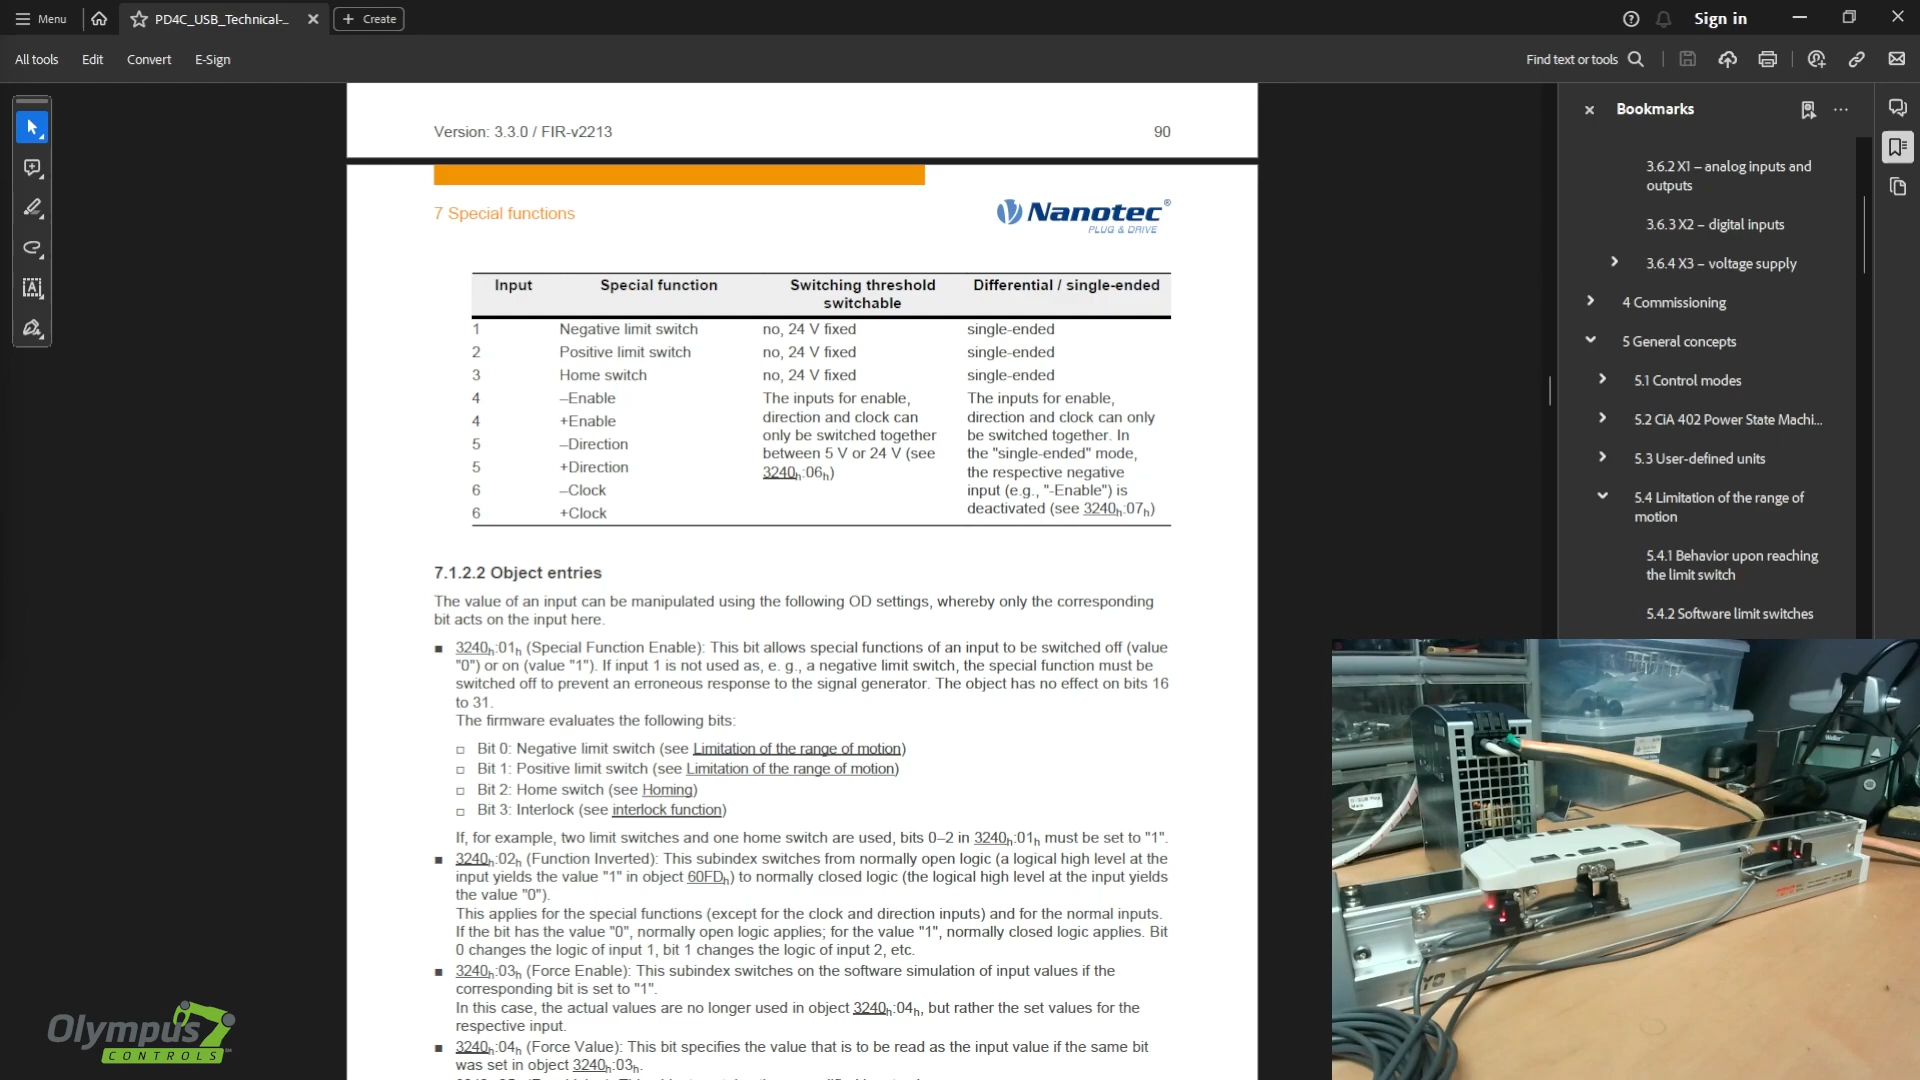 Menu
PD4C_USB_Technical-...
Create
Sign in
All tools
Edit
Convert
E-Sign
Find text or tools
Version: 3.3.0 / FIR-v2213
90
7 Special functions
Nanotec®
PLUG & DRIVE
Input Special function Switching threshold switchable Differential / single-ended
1 Negative limit switch no, 24 V fixed single-ended
2 Positive limit switch no, 24 V fixed single-ended
3 Home switch no, 24 V fixed single-ended
4 –Enable
4 +Enable
5 –Direction
5 +Direction
6 –Clock
6 +Clock
The inputs for enable,
direction and clock can
only be switched together
between 5 V or 24 V (see
3240h:06h)
The inputs for enable,
direction and clock can only
be switched together. In
the "single-ended" mode,
the respective negative
input (e.g., "-Enable") is
deactivated (see 3240h:07h)
7.1.2.2 Object entries
The value of an input can be manipulated using the following OD settings, whereby only the corresponding
bit acts on the input here.
■ 3240h:01h (Special Function Enable): This bit allows special functions of an input to be switched off (value
"0") or on (value "1"). If input 1 is not used as, e. g., a negative limit switch, the special function must be
switched off to prevent an erroneous response to the signal generator. The object has no effect on bits 16
to 31.
The firmware evaluates the following bits:
□ Bit 0: Negative limit switch (see Limitation of the range of motion)
□ Bit 1: Positive limit switch (see Limitation of the range of motion)
□ Bit 2: Home switch (see Homing)
□ Bit 3: Interlock (see interlock function)
If, for example, two limit switches and one home switch are used, bits 0–2 in 3240h:01h must be set to "1".
■ 3240h:02h (Function Inverted): This subindex switches from normally open logic (a logical high level at the
input yields the value "1" in object 60FDh) to normally closed logic (the logical high level at the input yields
the value "0").
This applies for the special functions (except for the clock and direction inputs) and for the normal inputs.
If the bit has the value "0", normally open logic applies; for the value "1", normally closed logic applies. Bit
0 changes the logic of input 1, bit 1 changes the logic of input 2, etc.
■ 3240h:03h (Force Enable): This subindex switches on the software simulation of input values if the
corresponding bit is set to "1".
In this case, the actual values are no longer used in object 3240h:04h, but rather the set values for the
respective input.
■ 3240h:04h (Force Value): This bit specifies the value that is to be read as the input value if the same bit
was set in object 3240h:03h.
Bookmarks
3.6.2 X1 – analog inputs and
outputs
3.6.3 X2 – digital inputs
3.6.4 X3 – voltage supply
4 Commissioning
5 General concepts
5.1 Control modes
5.2 CiA 402 Power State Machi...
5.3 User-defined units
5.4 Limitation of the range of
motion
5.4.1 Behavior upon reaching
the limit switch
5.4.2 Software limit switches
TOYO
Olympus
CONTROLS